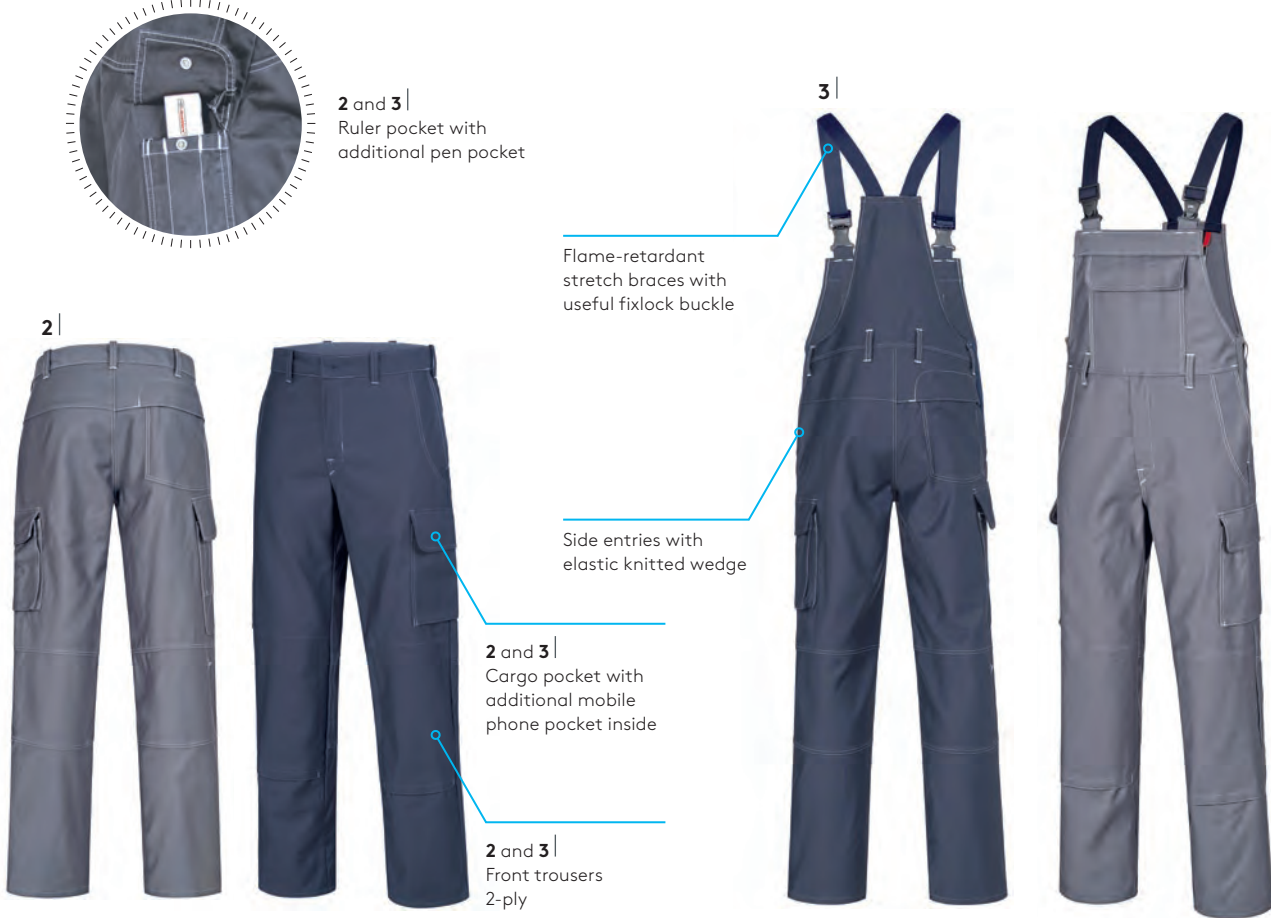 2 and 3
Ruler pocket with
additional pen pocket
3
Flame-retardant
stretch braces with
useful fixlock buckle
2
Side entries with
elastic knitted wedge
2 and 3
Cargo pocket with
additional mobile
phone pocket inside
2 and 3
Front trousers
2-ply